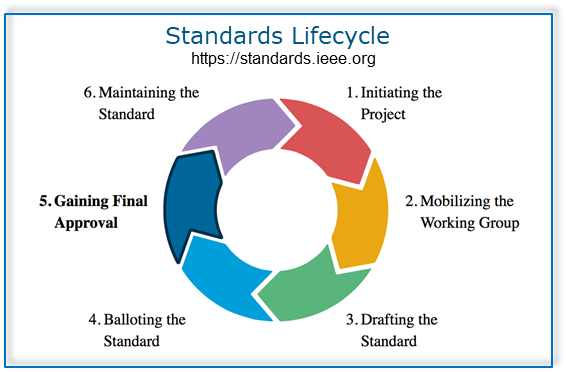 Standards Lifecycle
https://standards.ieee.org
6. Maintaining the
Standard
1. Initiating the
Project
5. Gaining Final
Approval
2. Mobilizing the
Working Group
4. Balloting the
Standard
3. Drafting the
Standard